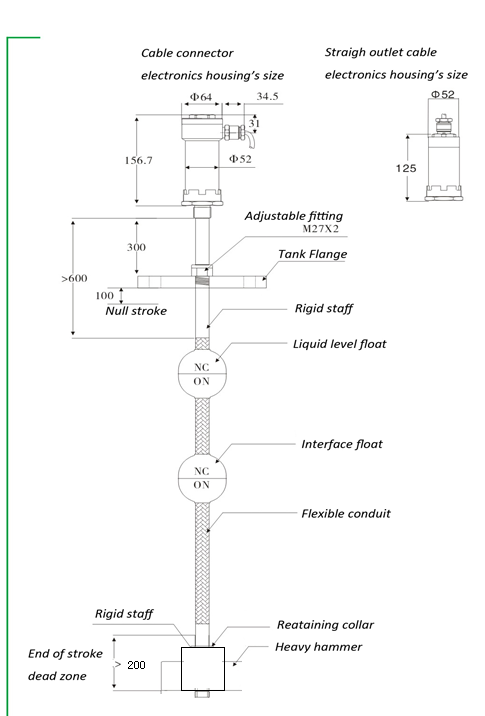 Cable connector
electronics housing's size
Straigh outlet cable
electronics housing's size
Φ64
34.5
Φ52
31
156.7
Φ52
125
Adjustable fitting
M27X2
300
Tank Flange
>600
100
Null stroke
Rigid staff
Liquid level float
NC
ON
Interface float
NC
ON
Flexible conduit
Rigid staff
Reataining collar
Heavy hammer
End of stroke
dead zone
> 200